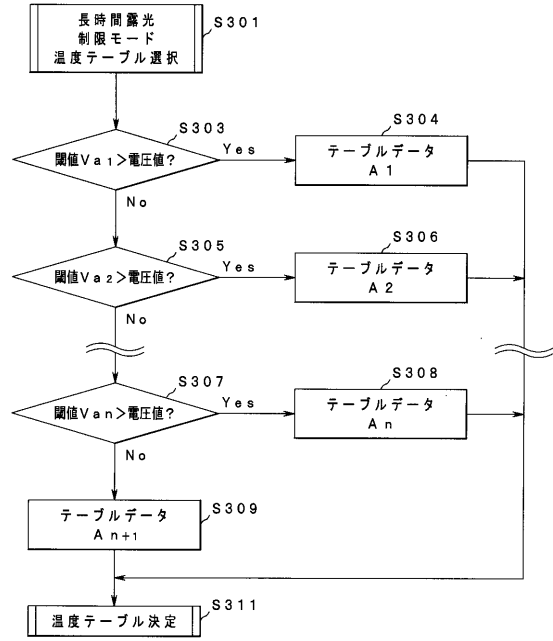 長時間露光
制限モード
温度テーブル選択
S301
S303
閾値Va1>電圧値?
Yes
No
S304
テーブルデータ
A1
S305
閾値Va2>電圧値?
Yes
No
S306
テーブルデータ
A2
S307
閾値Van>電圧値?
Yes
No
S308
テーブルデータ
An
S309
テーブルデータ
An+1
S311
温度テーブル決定